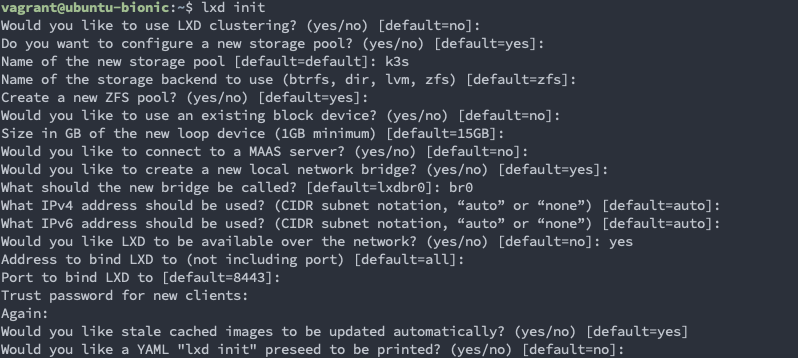 vagrant@ubuntu-bionic:~$ lxd init
Would you like to use LXD clustering? (yes/no) [default=no]:
Do you want to configure a new storage pool? (yes/no) [default=yes]:
Name of the new storage pool [default=default]: k3s
Name of the storage backend to use (btrfs, dir, lvm, zfs) [default=zfs]:
Create a new ZFS pool? (yes/no) [default=yes]:
Would you like to use an existing block device? (yes/no) [default=no]:
Size in GB of the new loop device (1GB minimum) [default=15GB]:
Would you like to connect to a MAAS server? (yes/no) [default=no]:
Would you like to create a new local network bridge? (yes/no) [default=yes]:
What should the new bridge be called? [default=lxdbr0]: br0
What IPv4 address should be used? (CIDR subnet notation, “auto” or “none”) [default=auto]:
What IPv6 address should be used? (CIDR subnet notation, “auto” or “none”) [default=auto]:
Would you like LXD to be available over the network? (yes/no) [default=no]: yes
Address to bind LXD to (not including port) [default=all]:
Port to bind LXD to [default=8443]:
Trust password for new clients:
Again:
Would you like stale cached images to be updated automatically? (yes/no) [default=yes]
Would you like a YAML "lxd init" preseed to be printed? (yes/no) [default=no]: